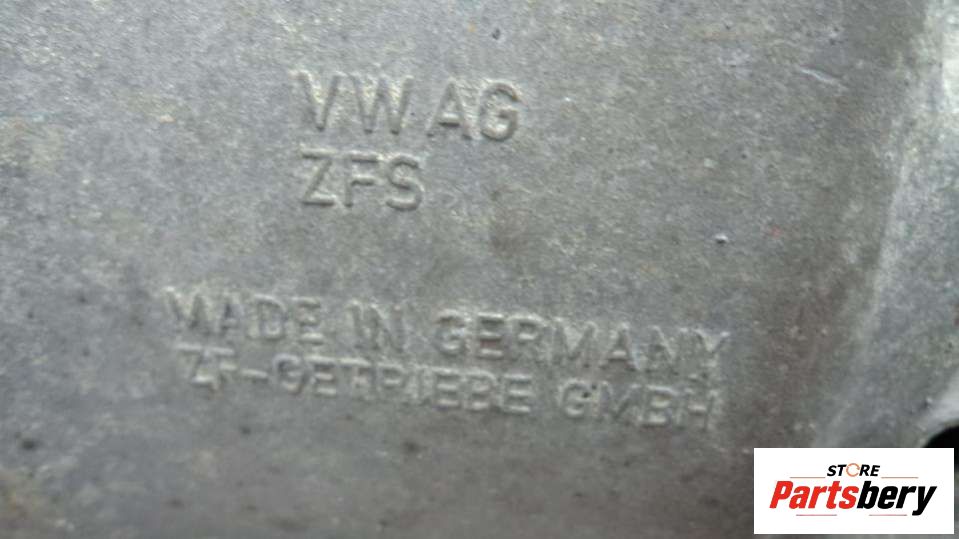 VW AG
ZFS
MADE IN GERMANY
ZF-GETRIEBE GMBH
STORE
Partsbery